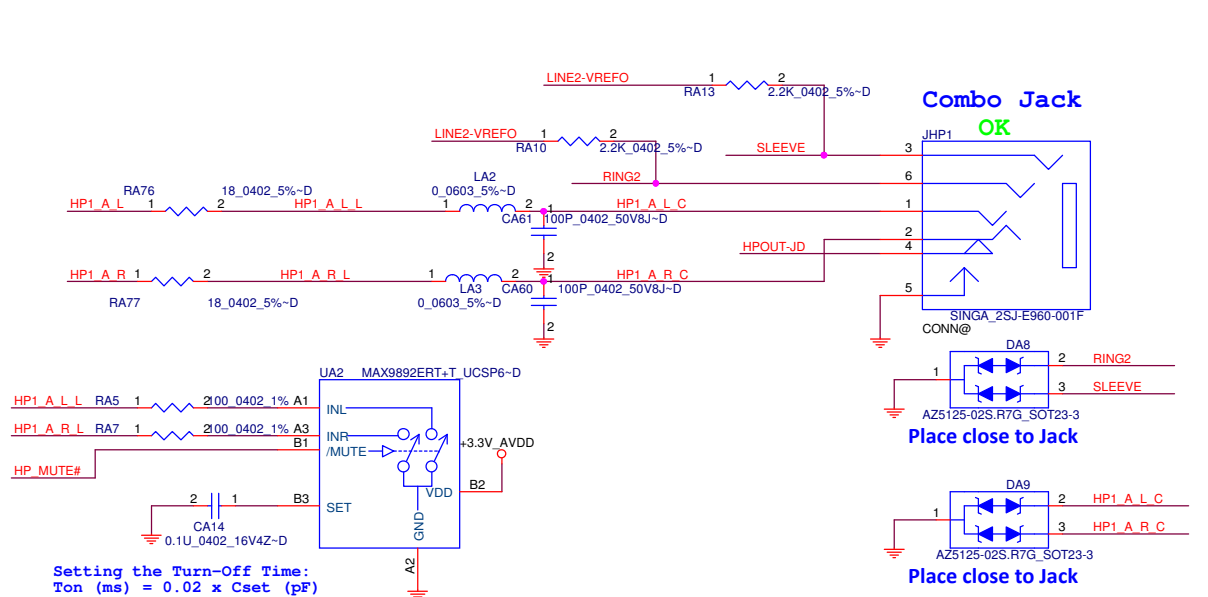 LINE2-VREFO 1 2
RA13 2.2K_0402_5%~D
Combo Jack
OK
LINE2-VREFO 1 2
RA10 2.2K_0402_5%~D
JHP1
SLEEVE 3
RING2 6
RA76 18_0402_5%~D
LA2
0_0603_5%~D
HP1_A_L 1 2 HP1_A_L_L 1 2 1 HP1_A_L_C 1
CA61 100P_0402_50V8J~D
2
2
HPOUT-JD 4
HP1_A_R 1 2 HP1_A_R_L 1 2 1 HP1_A_R_C
LA3 CA60 100P_0402_50V8J~D
RA77 18_0402_5%~D 0_0603_5%~D
2
5
SINGA_2SJ-E960-001F
CONN@
UA2 MAX9892ERT+T_UCSP6~D
HP1_A_L_L RA5 1 2 100_0402_1% A1 INL
HP1_A_R_L RA7 1 2 100_0402_1% A3 INR
B1 /MUTE
HP_MUTE#
+3.3V_AVDD
VDD B2
2 1 B3 SET
CA14
0.1U_0402_16V4Z~D
GND
A2
Setting the Turn-Off Time:
Ton (ms) = 0.02 x Cset (pF)
DA8
1 2 RING2
3 SLEEVE
AZ5125-02S.R7G_SOT23-3
Place close to Jack
DA9
1 2 HP1_A_L_C
3 HP1_A_R_C
AZ5125-02S.R7G_SOT23-3
Place close to Jack